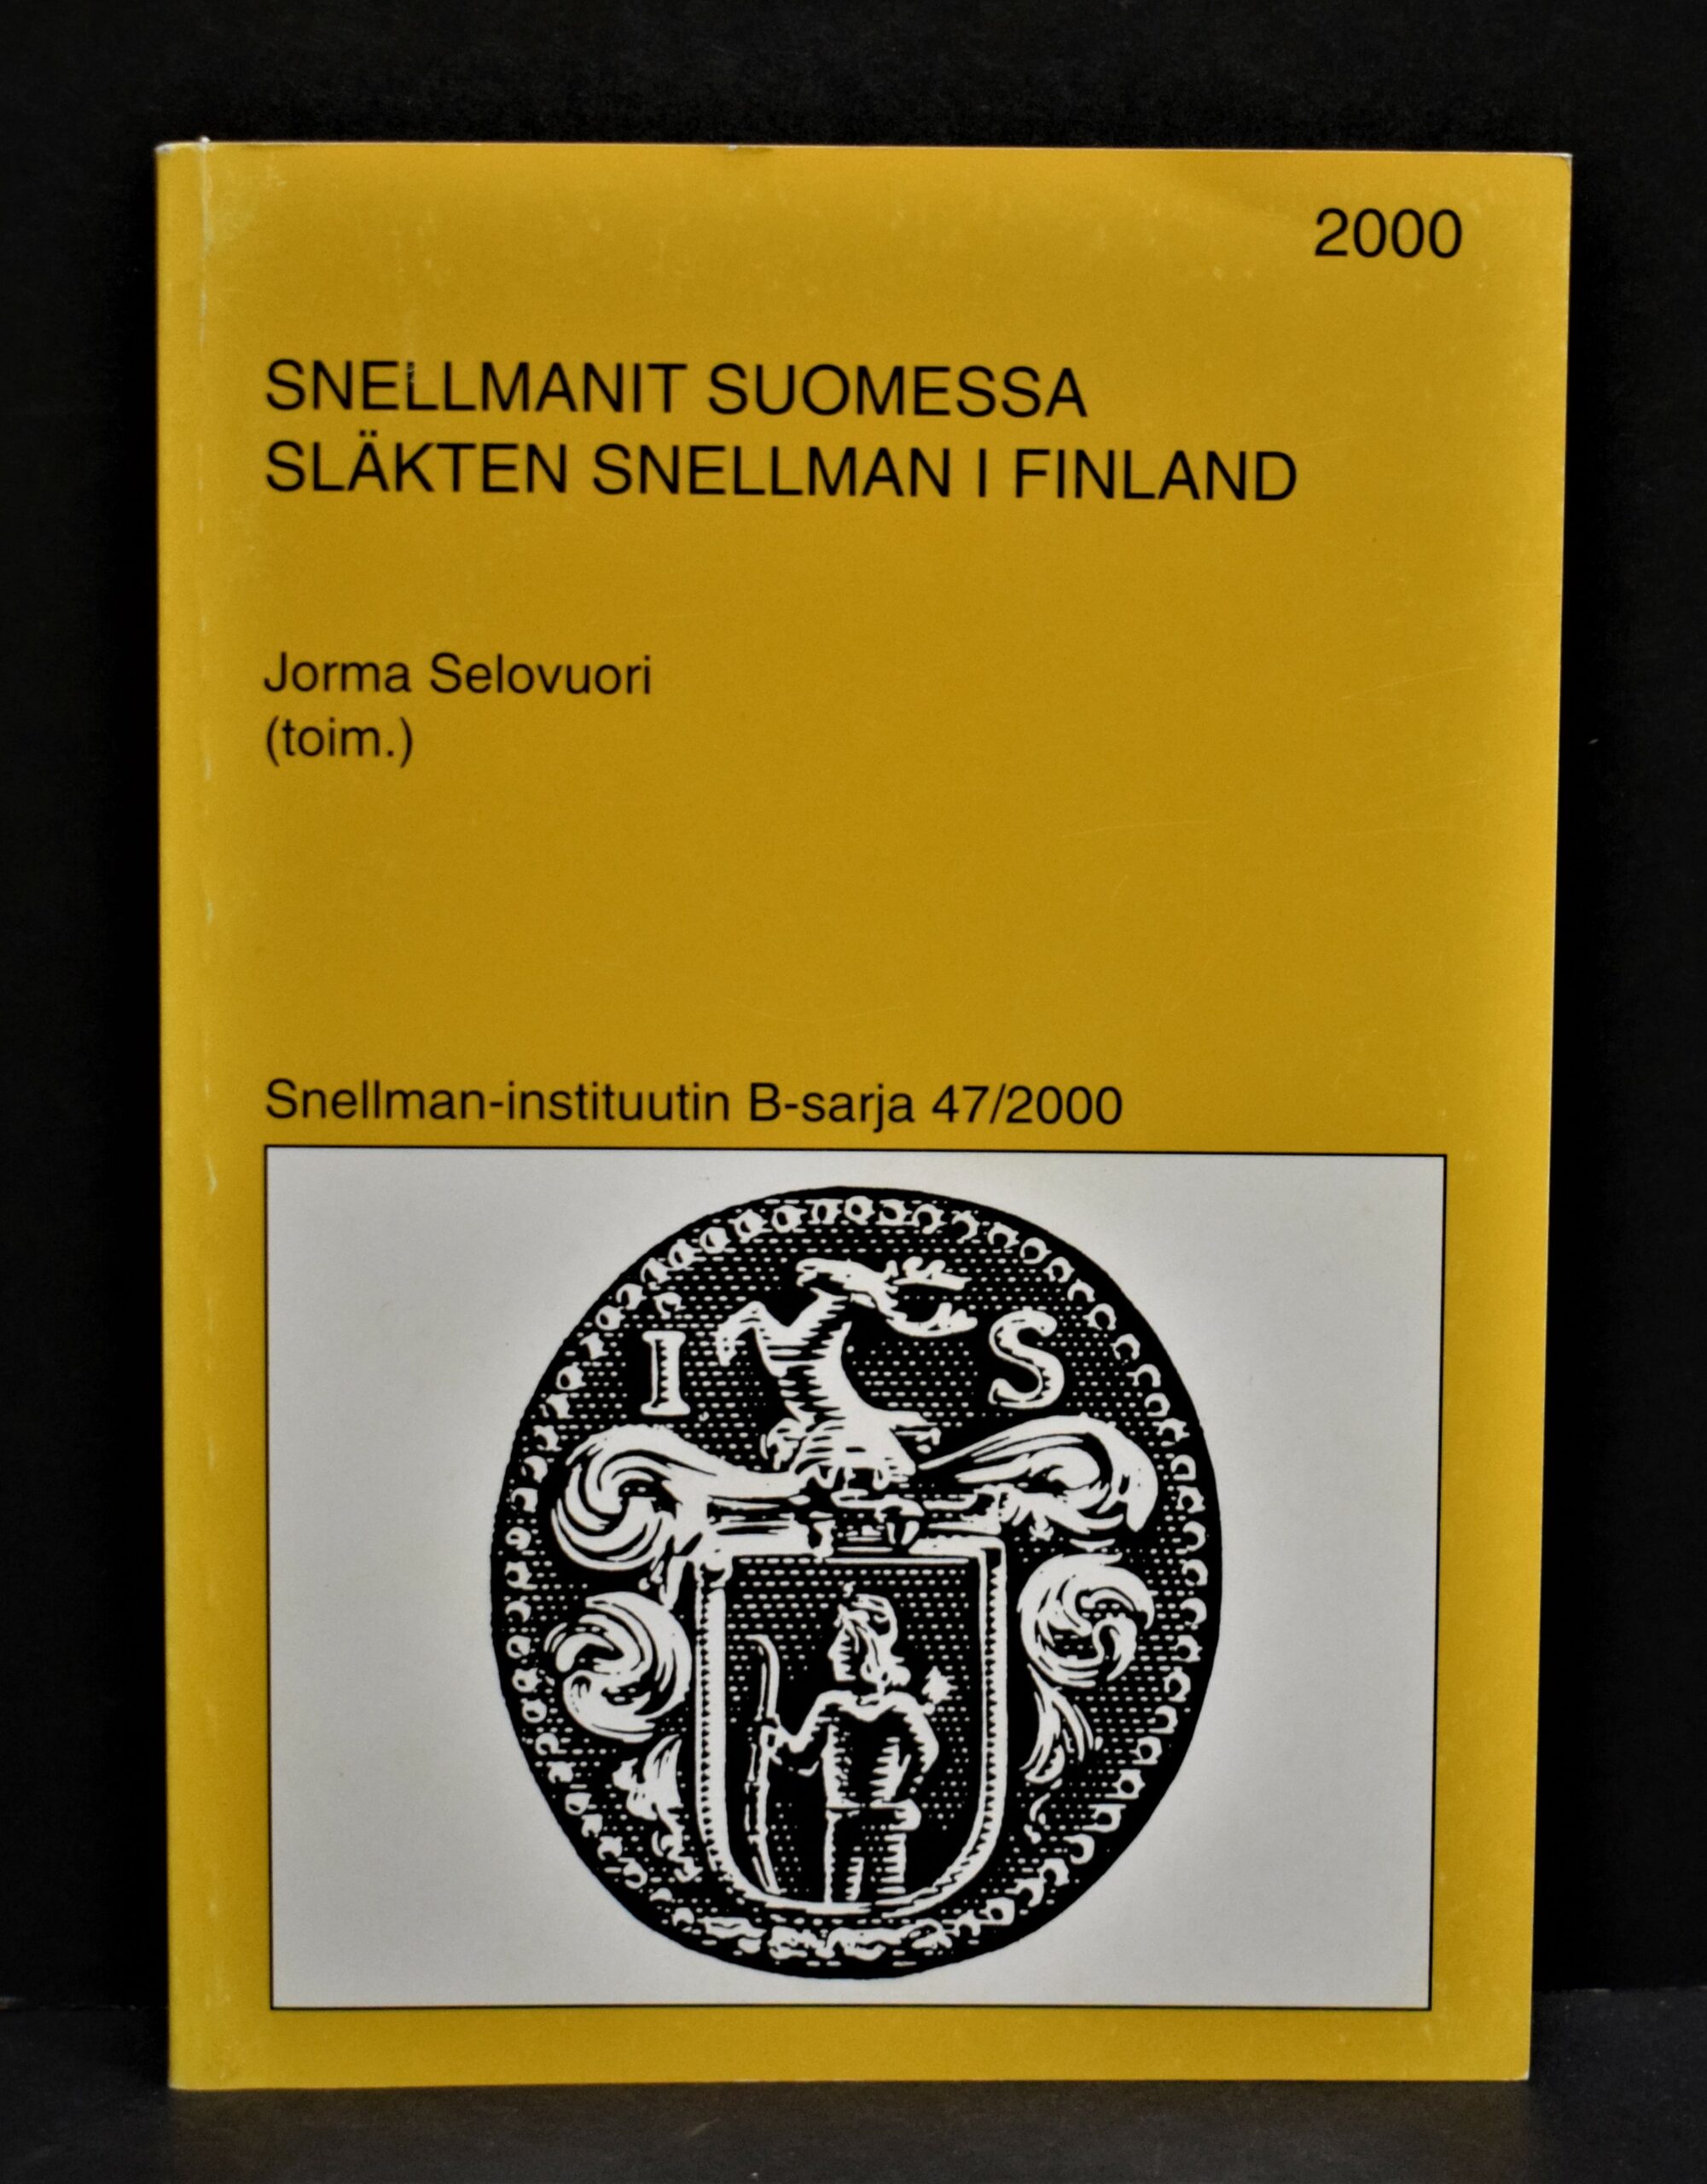 2000
SNELLMANIT SUOMESSA
SLÄKTEN SNELLMAN I FINLAND
Jorma Selovuori
(toim.)
Snellman-instituutin B-sarja 47/2000
I S